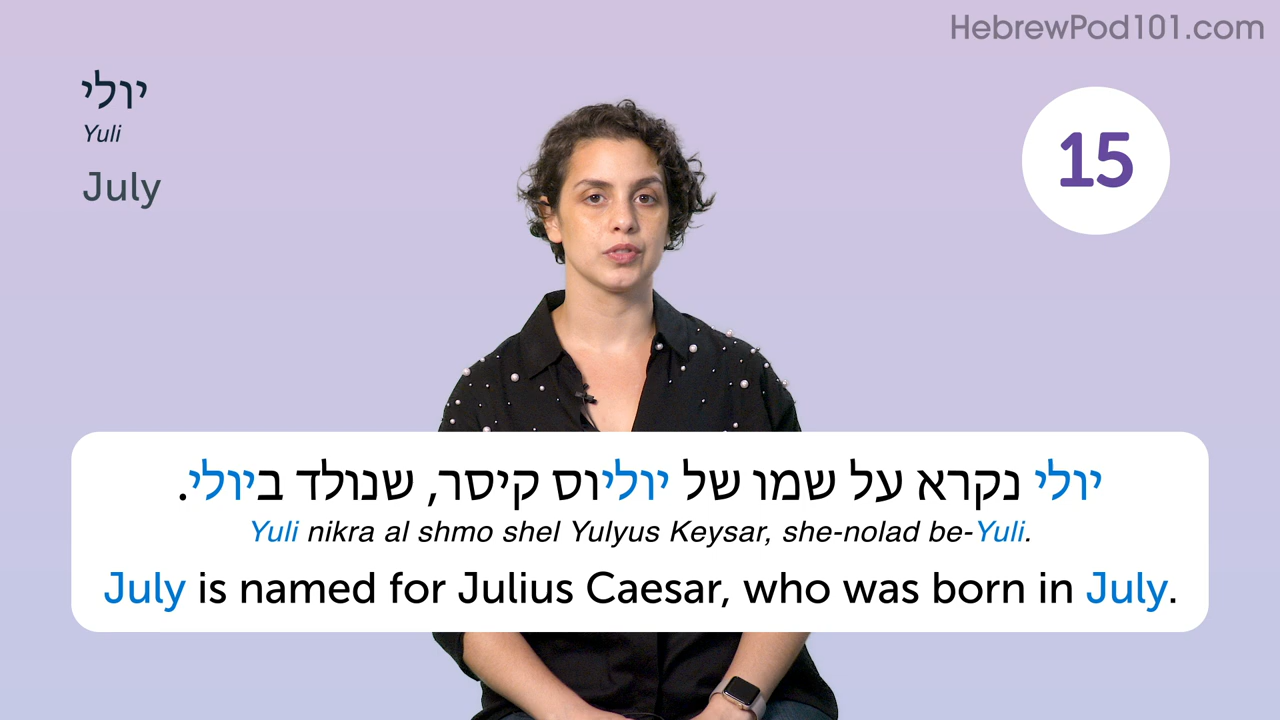 HebrewPod101.com
יולי
Yuli
July
15
יולי נקרא על שמו של יוליוס קיסר, שנולד ביולי.
Yuli nikra al shmo shel Yulyus Keysar, she-nolad be-Yuli.
July is named for Julius Caesar, who was born in July.